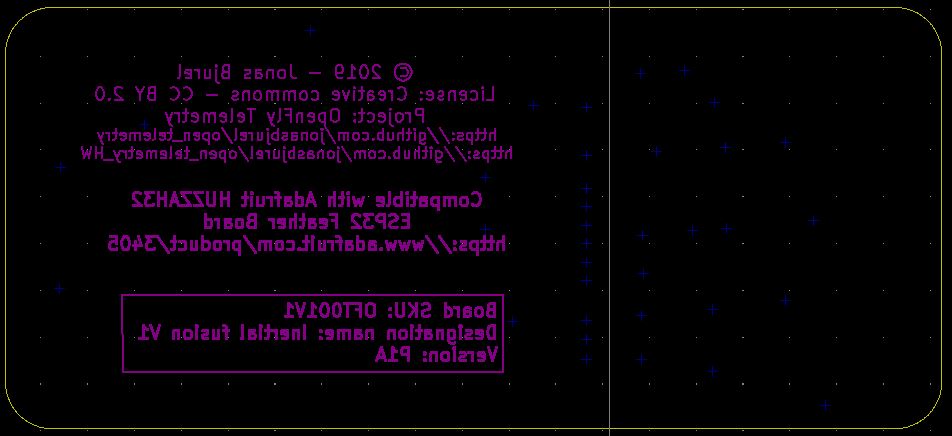 © 2019 - Jonas Bjurel
License: Creative commons - CC BY 2.0
Project: OpenFly Telemetry
https://github.com/jonasbjurel/open_telemetry
https://github.com/jonasbjurel/open_telemetry_HW
Compatible with Adafruit HUZZAH32
ESP32 Feather Board
https://www.adafruit.com/product/3405
Board SKU: OFT001V1
Designation name: Inertial fusion V1
Version: P1A